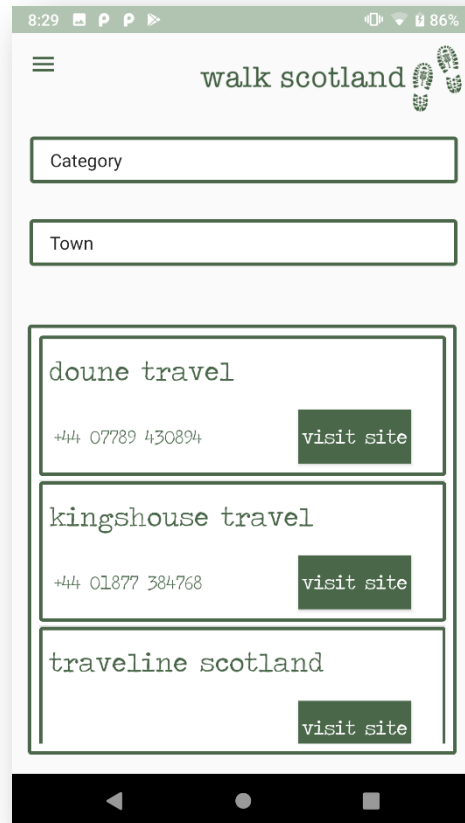 8:29
86%
walk scotland
Category
Town
doune travel
+44 07789 430894
visit site
kingshouse travel
+44 01877 384768
visit site
traveline scotland
visit site